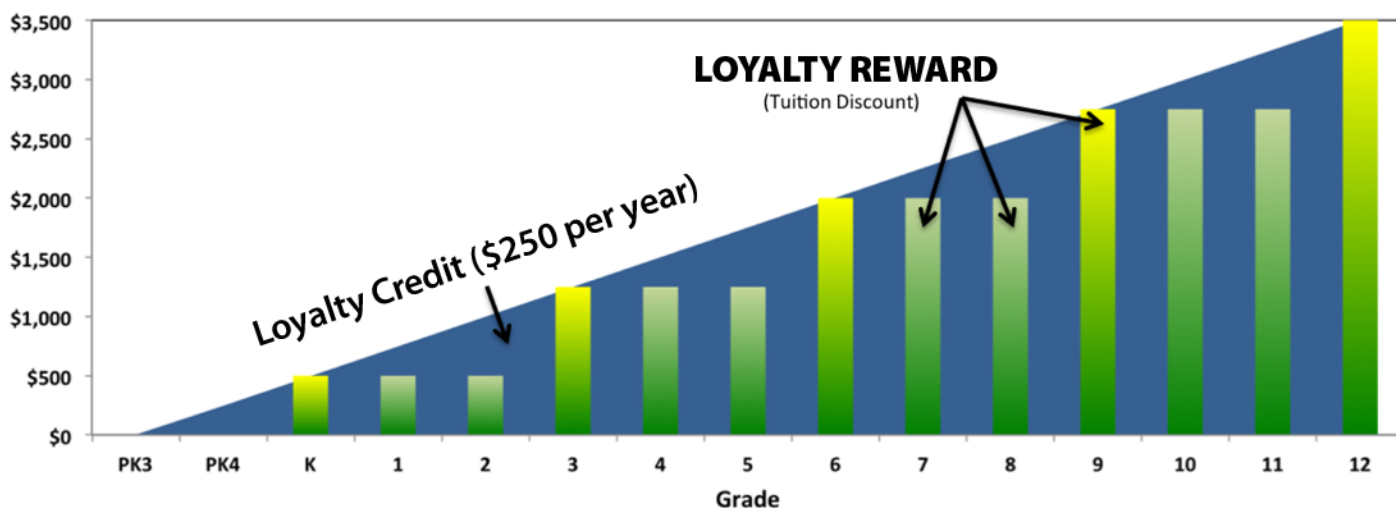 $3,500
$3,000
$2,500
$2,000
$1,500
$1,000
$500
$0
LOYALTY REWARD
(Tuition Discount)
Loyalty Credit ($250 per year)
PK3 PK4 K 1 2 3 4 5 6 7 8 9 10 11 12
Grade